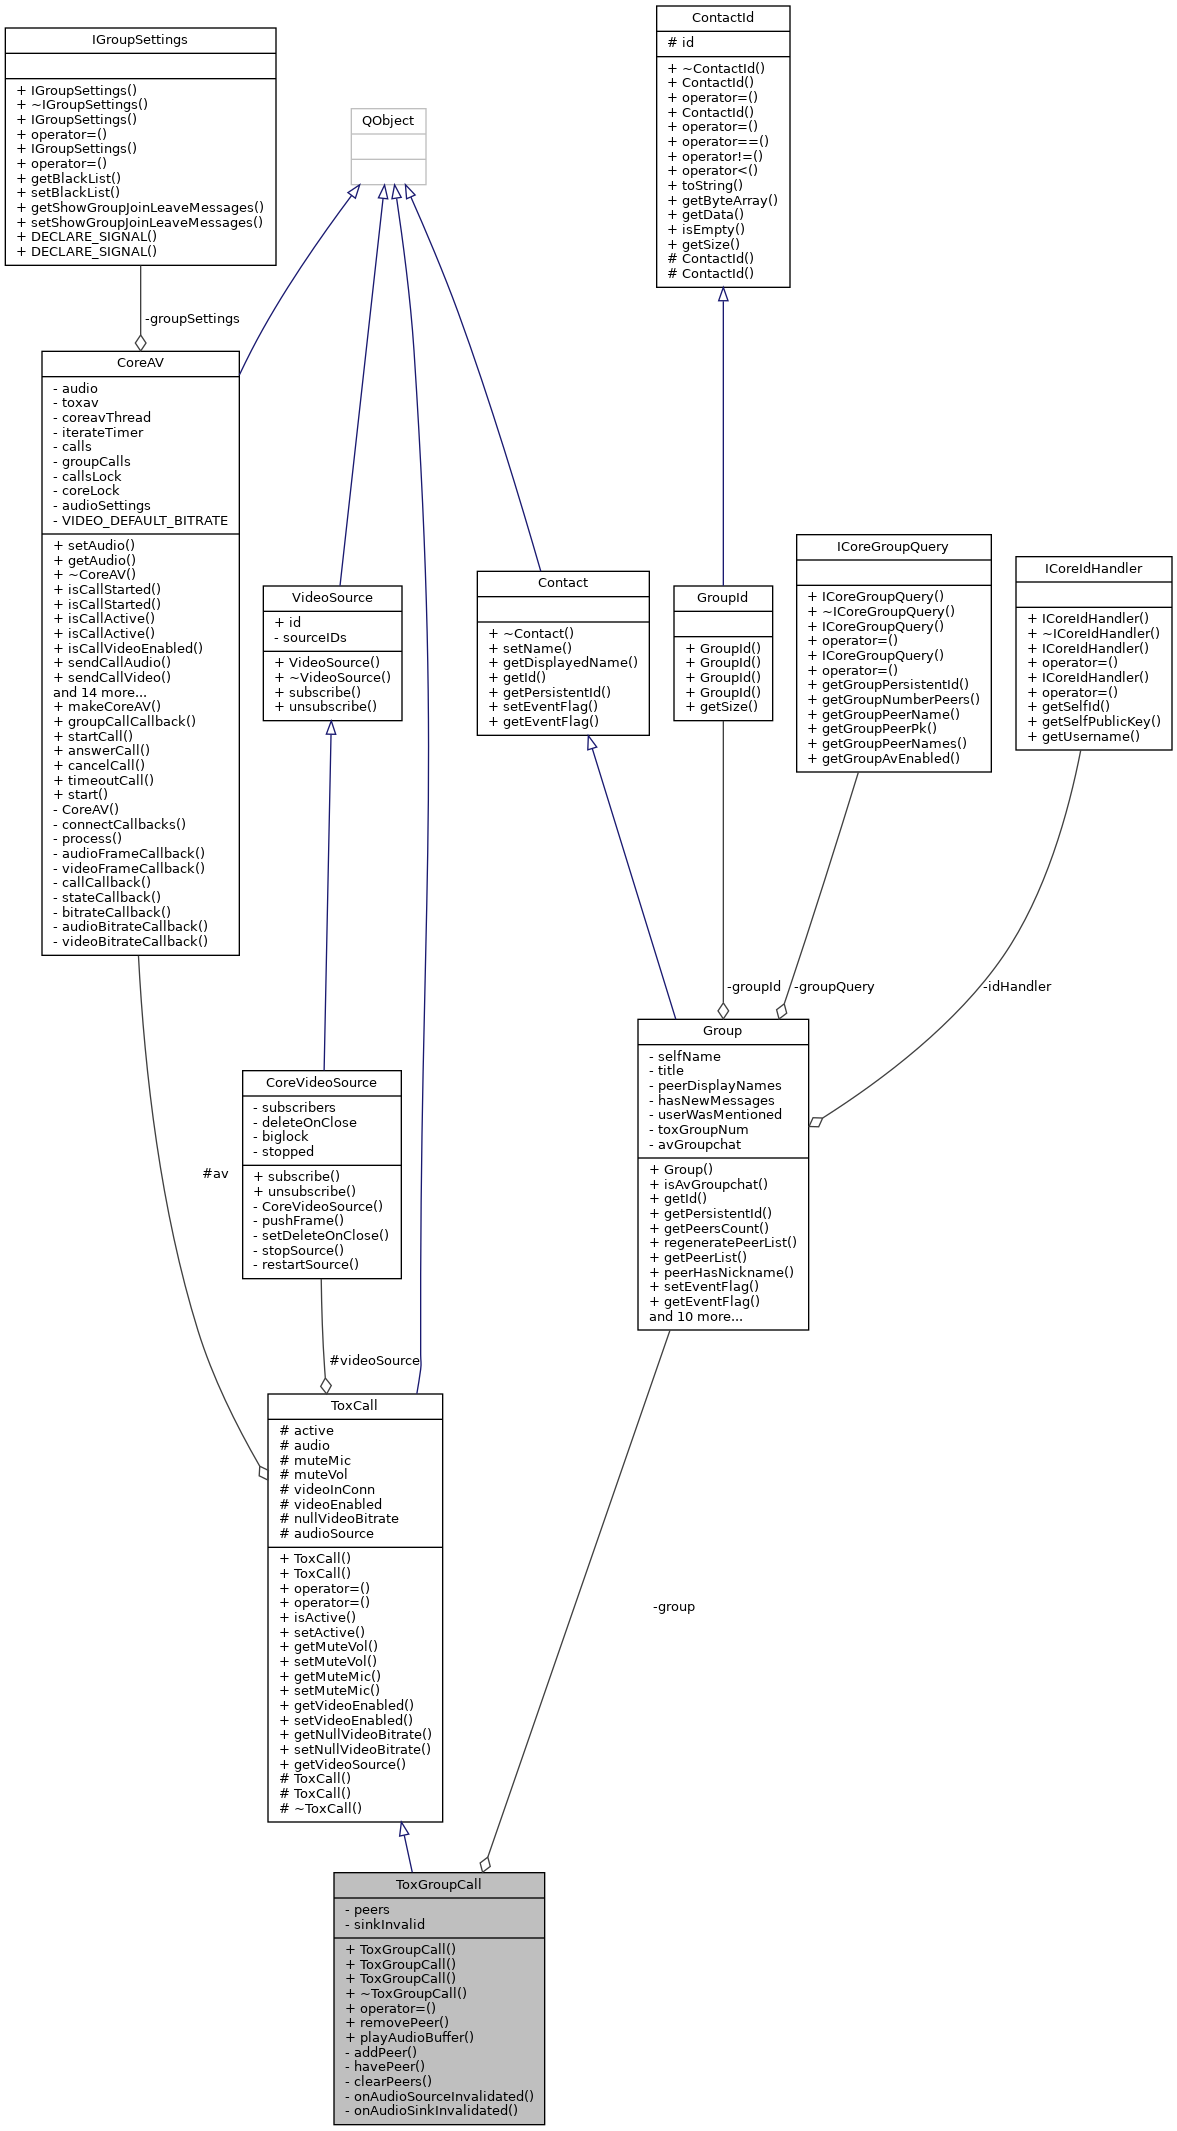 ContactId
# id
+ ~ContactId()
+ ContactId()
+ operator=()
+ ContactId()
+ operator=()
+ operator==()
+ operator!=()
+ operator<()
+ toString()
+ getByteArray()
+ getData()
+ isEmpty()
+ getSize()
# ContactId()
# ContactId()
IGroupSettings
+ IGroupSettings()
+ ~IGroupSettings()
+ IGroupSettings()
+ operator=()
+ IGroupSettings()
+ operator=()
+ getBlackList()
+ setBlackList()
+ getShowGroupJoinLeaveMessages()
+ setShowGroupJoinLeaveMessages()
+ DECLARE_SIGNAL()
+ DECLARE_SIGNAL()
QObject
-groupSettings
CoreAV
- audio
- toxav
- coreavThread
- iterateTimer
- calls
- groupCalls
- callsLock
- coreLock
- audioSettings
- VIDEO_DEFAULT_BITRATE
+ setAudio()
+ getAudio()
+ ~CoreAV()
+ isCallStarted()
+ isCallStarted()
+ isCallActive()
+ isCallActive()
+ isCallVideoEnabled()
+ sendCallAudio()
+ sendCallVideo()
and 14 more...
+ makeCoreAV()
+ groupCallCallback()
+ startCall()
+ answerCall()
+ cancelCall()
+ timeoutCall()
+ start()
- CoreAV()
- connectCallbacks()
- process()
- audioFrameCallback()
- videoFrameCallback()
- callCallback()
- stateCallback()
- bitrateCallback()
- audioBitrateCallback()
- videoBitrateCallback()
VideoSource
+ id
- sourceIDs
+ VideoSource()
+ ~VideoSource()
+ subscribe()
+ unsubscribe()
Contact
+ ~Contact()
+ setName()
+ getDisplayedName()
+ getId()
+ getPersistentId()
+ setEventFlag()
+ getEventFlag()
GroupId
+ GroupId()
+ GroupId()
+ GroupId()
+ GroupId()
+ getSize()
ICoreGroupQuery
+ ICoreGroupQuery()
+ ~ICoreGroupQuery()
+ ICoreGroupQuery()
+ operator=()
+ ICoreGroupQuery()
+ operator=()
+ getGroupPersistentId()
+ getGroupNumberPeers()
+ getGroupPeerName()
+ getGroupPeerPk()
+ getGroupPeerNames()
+ getGroupAvEnabled()
ICoreIdHandler
+ ICoreIdHandler()
+ ~ICoreIdHandler()
+ ICoreIdHandler()
+ operator=()
+ ICoreIdHandler()
+ operator=()
+ getSelfId()
+ getSelfPublicKey()
+ getUsername()
-groupId
-groupQuery
-idHandler
Group
- selfName
- title
- peerDisplayNames
- hasNewMessages
- userWasMentioned
- toxGroupNum
- avGroupchat
+ Group()
+ isAvGroupchat()
+ getId()
+ getPersistentId()
+ getPeersCount()
+ regeneratePeerList()
+ getPeerList()
+ peerHasNickname()
+ setEventFlag()
+ getEventFlag()
and 10 more...
CoreVideoSource
- subscribers
- deleteOnClose
- biglock
- stopped
+ subscribe()
+ unsubscribe()
- CoreVideoSource()
- pushFrame()
- setDeleteOnClose()
- stopSource()
- restartSource()
#av
#videoSource
ToxCall
# active
# audio
# muteMic
# muteVol
# videoInConn
# videoEnabled
# nullVideoBitrate
# audioSource
+ ToxCall()
+ ToxCall()
+ operator=()
+ operator=()
+ isActive()
+ setActive()
+ getMuteVol()
+ setMuteVol()
+ getMuteMic()
+ setMuteMic()
+ getVideoEnabled()
+ setVideoEnabled()
+ getNullVideoBitrate()
+ setNullVideoBitrate()
+ getVideoSource()
# ToxCall()
# ToxCall()
# ~ToxCall()
-group
ToxGroupCall
- peers
- sinkInvalid
+ ToxGroupCall()
+ ToxGroupCall()
+ ToxGroupCall()
+ ~ToxGroupCall()
+ operator=()
+ removePeer()
+ playAudioBuffer()
- addPeer()
- havePeer()
- clearPeers()
- onAudioSourceInvalidated()
- onAudioSinkInvalidated()